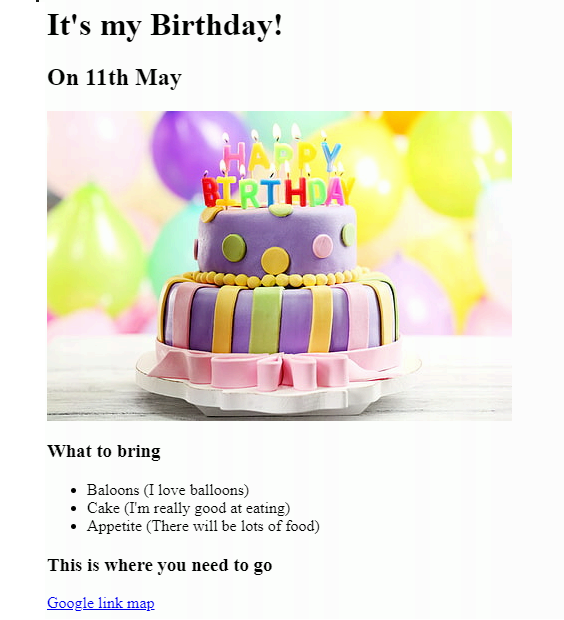 It's my Birthday!
On 11th May
HAPPY
BIRTHDAY
What to bring
Baloons (I love balloons)
Cake (I'm really good at eating)
Appetite (There will be lots of food)
This is where you need to go
Google link map